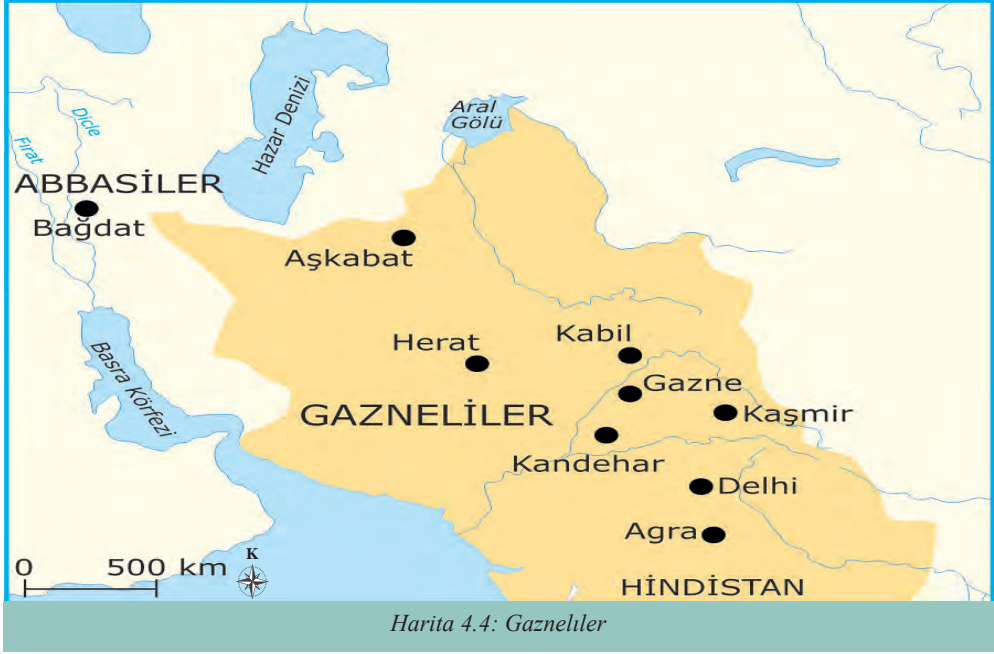 Aral
Gölü
Hazar Denizi
Dicle
Fırat
ABBASİLER
Bağdat
Aşkabat
Herat
Kabil
Gazne
GAZNELİLER
Kaşmir
Basra Körfezi
Kandehar
Delhi
Agra
K
0 500 km
HİNDİSTAN
Harita 4.4: Gaznelıler